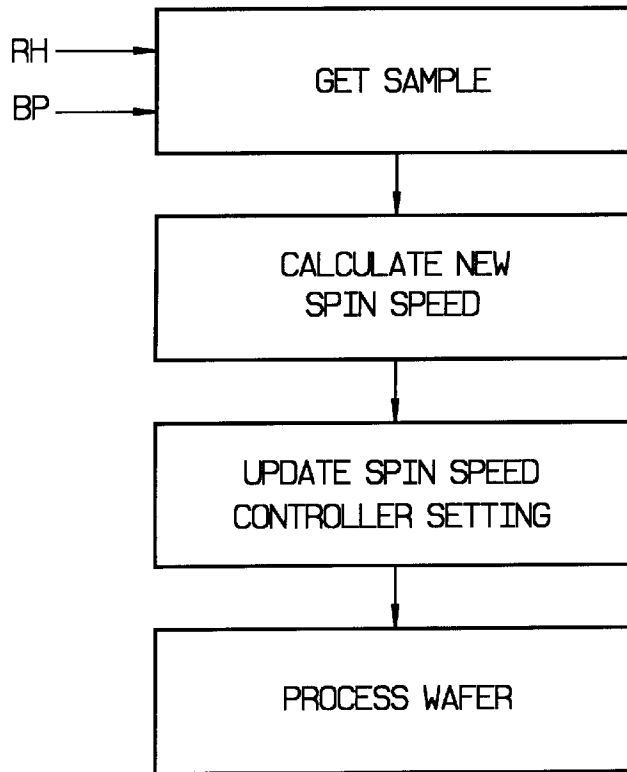 RH
GET SAMPLE
BP
CALCULATE NEW
SPIN SPEED
UPDATE SPIN SPEED
CONTROLLER SETTING
PROCESS WAFER